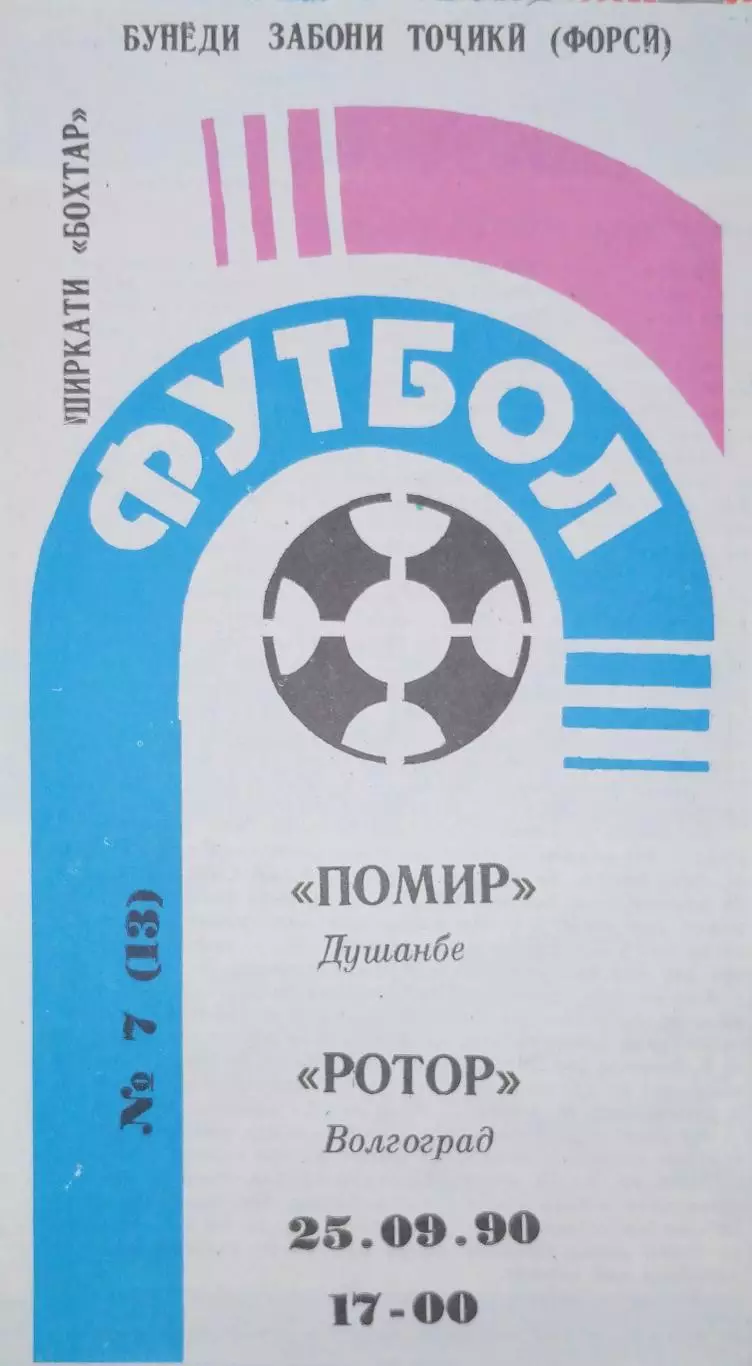 БУНЁДИ ЗАБОНИ ТОҶИКӢ (ФОРСӢ)
ШИРКАТИ «БОХТАР»
ФУТБОЛ
«ПОМИР»
Душанбе
№ 7 (13)
«РОТОР»
Волгоград
25.09.90
17-00